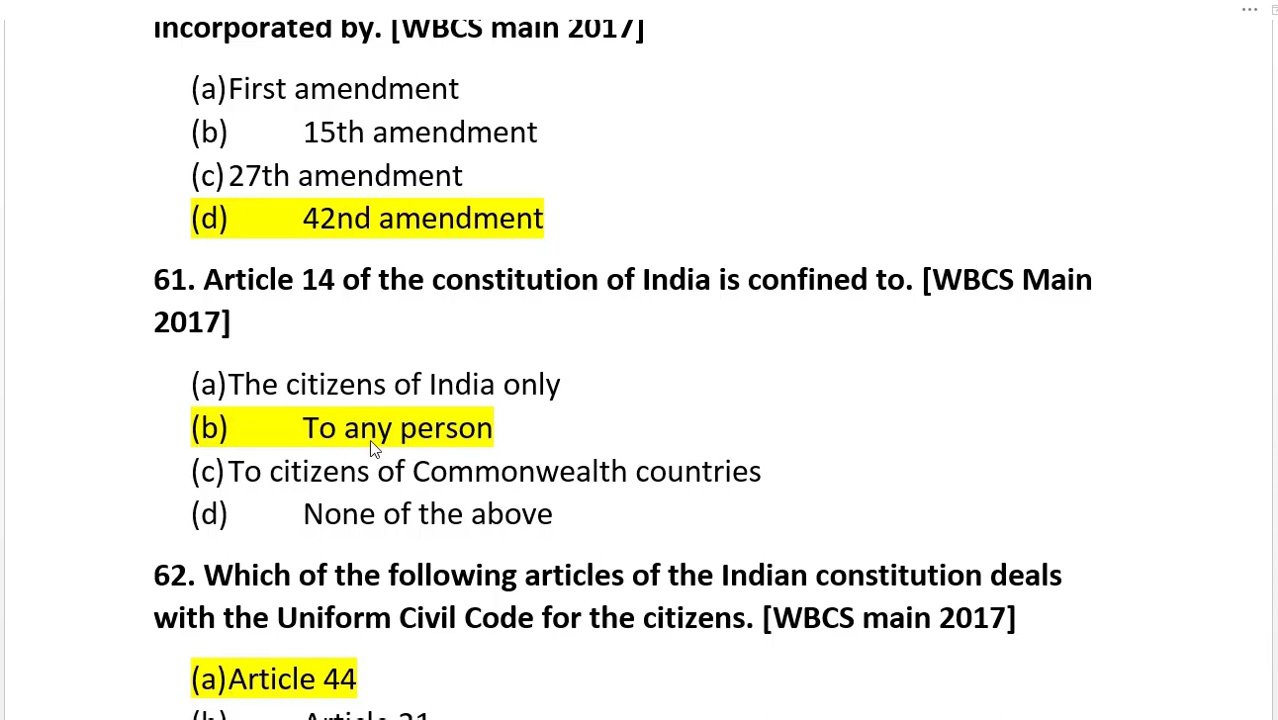 incorporated by. [WBCS main 2017]
(a)First amendment
(b) 15th amendment
(c) 27th amendment
(d) 42nd amendment
61. Article 14 of the constitution of India is confined to. [WBCS Main
2017]
(a)The citizens of India only
(b) To any person
(c) To citizens of Commonwealth countries
(d) None of the above
62. Which of the following articles of the Indian constitution deals
with the Uniform Civil Code for the citizens. [WBCS main 2017]
(a)Article 44
(b) Article 31